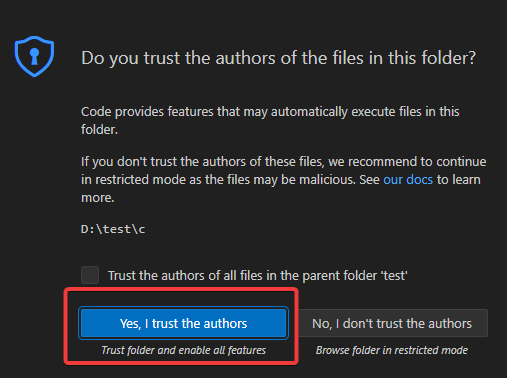 Do you trust the authors of the files in this folder?
Code provides features that may automatically execute files in this
folder.
If you don't trust the authors of these files, we recommend to continue
in restricted mode as the files may be malicious. See our docs to learn
more.
D:\test\c
Trust the authors of all files in the parent folder 'test'
Yes, I trust the authors
No, I don't trust the authors
Trust folder and enable all features
Browse folder in restricted mode